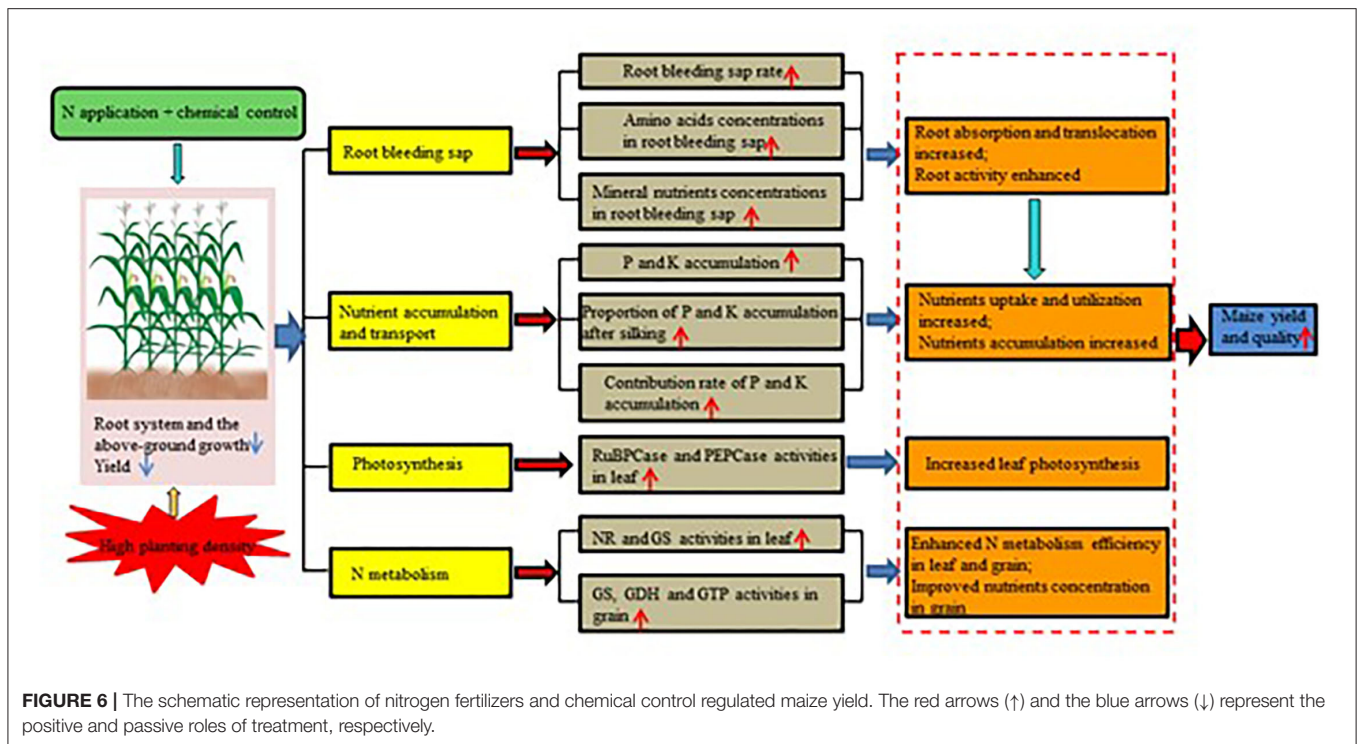 N application + chemical control
Root system and the
above-ground growth↓
Yield ↓
High planting density
Root bleeding sap
Nutrient accumulation
and transport
Photosynthesis
N metabolism
Root bleeding sap rate ↑
Amino acids concentrations
in root bleeding sap ↑
Mineral nutrients concentrations
in root bleeding sap ↑
P and K accumulation ↑
Proportion of P and K accumulation
after silking ↑
Contribution rate of P and K
accumulation ↑
RuBPCase and PEPCase activities
in leaf ↑
NR and GS activities in leaf ↑
GS, GDH and GTP activities in
grain ↑
Root absorption and translocation
increased;
Root activity enhanced
Nutrients uptake and utilization
increased;
Nutrients accumulation increased
Increased leaf photosynthesis
Enhanced N metabolism efficiency
in leaf and grain;
Improved nutrients concentration
in grain
Maize yield
and quality ↑
FIGURE 6 | The schematic representation of nitrogen fertilizers and chemical control regulated maize yield. The red arrows (↑) and the blue arrows (↓) represent the
positive and passive roles of treatment, respectively.